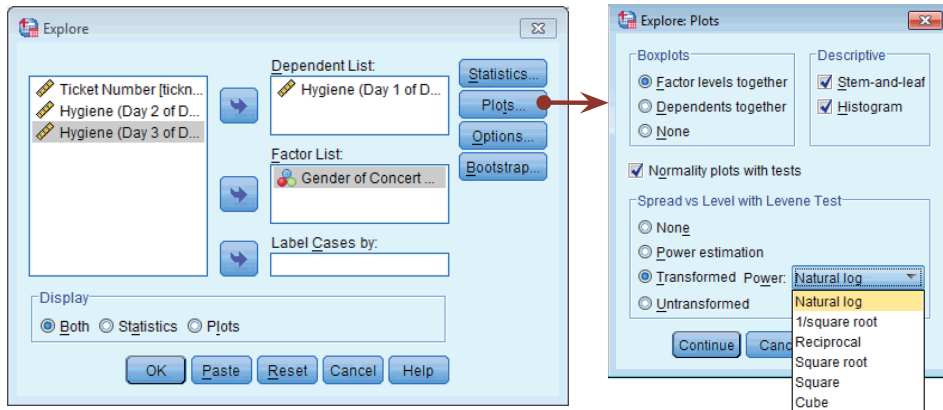 Explore
Ticket Number [tickn...
Hygiene (Day 2 of D...
Hygiene (Day 3 of D...
Dependent List:
Hygiene (Day 1 of D...
Factor List:
Gender of Concert ...
Label Cases by:
Statistics...
Plots...
Options...
Bootstrap...
Display
Both
Statistics
Plots
OK
Paste
Reset
Cancel
Help
Explore: Plots
Boxplots
Factor levels together
Dependents together
None
Descriptive
Stem-and-leaf
Histogram
Normality plots with tests
Spread vs Level with Levene Test
None
Power estimation
Transformed Power: Natural log
Untransformed
Natural log
1/square root
Reciprocal
Square root
Square
Cube
Continue
Canc